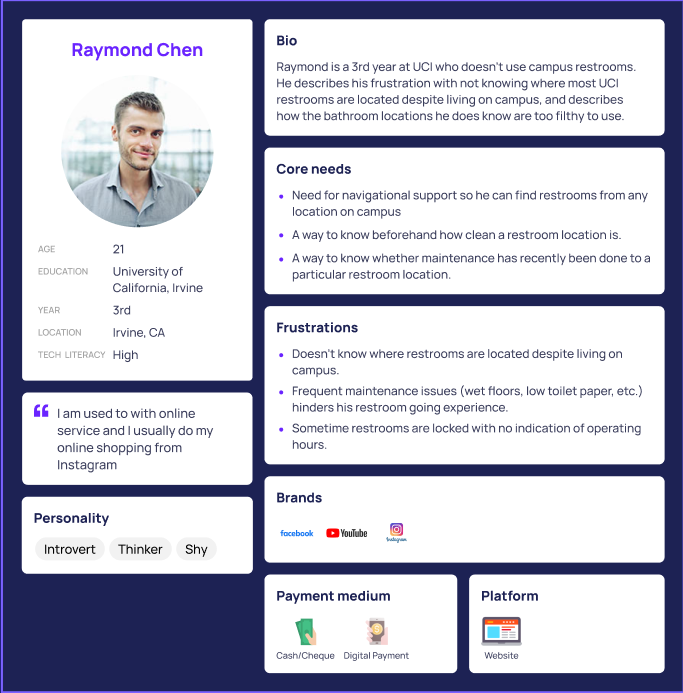 Raymond Chen
AGE 21
EDUCATION University of
California, Irvine
YEAR 3rd
LOCATION Irvine, CA
TECH LITERACY High
I am used to with online
service and I usually do my
online shopping from
Instagram
Personality
Introvert Thinker Shy
Bio
Raymond is a 3rd year at UCI who doesn't use campus restrooms.
He describes his frustration with not knowing where most UCI
restrooms are located despite living on campus, and describes
how the bathroom locations he does know are too filthy to use.
Core needs
Need for navigational support so he can find restrooms from any
location on campus
A way to know beforehand how clean a restroom location is.
A way to know whether maintenance has recently been done to a
particular restroom location.
Frustrations
Doesn't know where restrooms are located despite living on
campus.
Frequent maintenance issues (wet floors, low toilet paper, etc.)
hinders his restroom going experience.
Sometime restrooms are locked with no indication of operating
hours.
Brands
facebook YouTube Instagram
Payment medium
Cash/Cheque Digital Payment
Platform
Website